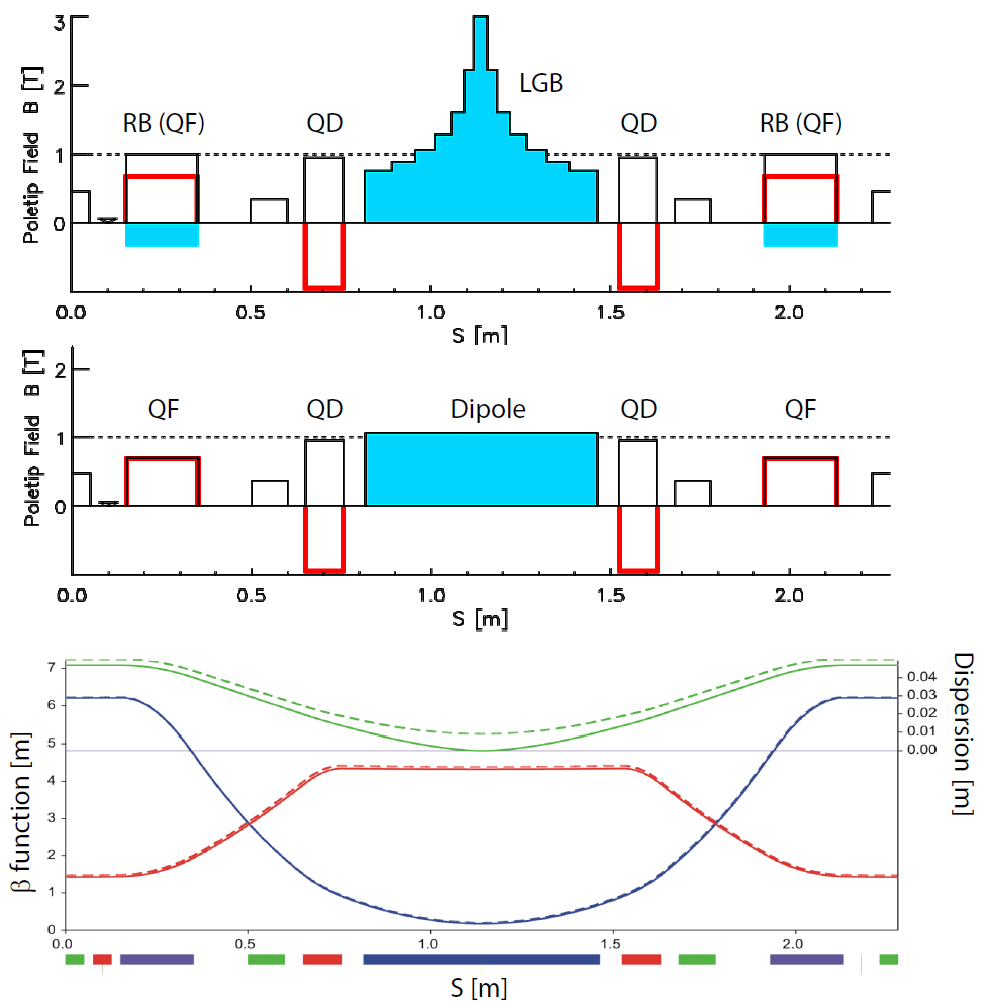 3
2
1
0
Poletip Field B [T]
LGB
RB (QF)
QD
QD
RB (QF)
0.0
0.5
1.0
1.5
2.0
S [m]
2
1
0
Poletip Field B [T]
QF
QD
Dipole
QD
QF
0.0
0.5
1.0
1.5
2.0
S [m]
7
6
5
4
3
2
1
0
β function [m]
0.04
0.03
0.02
0.01
0.00
Dispersion [m]
0.0
0.5
1.0
1.5
2.0
S [m]